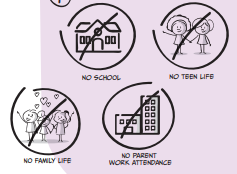 NO SCHOOL
NO TEEN LIFE
NO FAMILY LIFE
NO PARENT
WORK ATTENDANCE